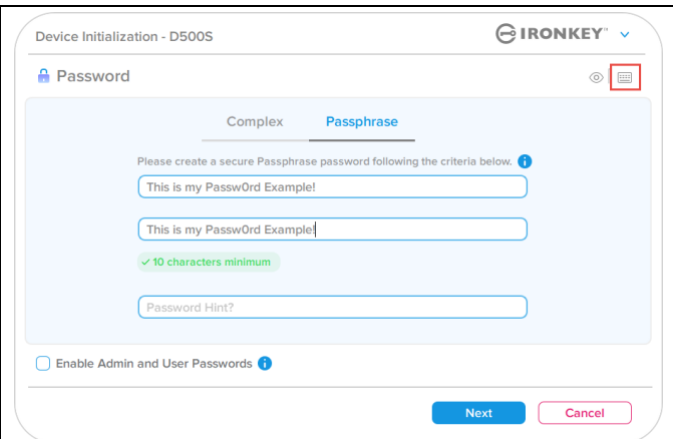 Device Initialization - D500S
IRONKEY™
Password
Complex
Passphrase
Please create a secure Passphrase password following the criteria below.
This is my Passw0rd Example!
This is my Passw0rd Example!
✓ 10 characters minimum
Password Hint?
Enable Admin and User Passwords
Next
Cancel